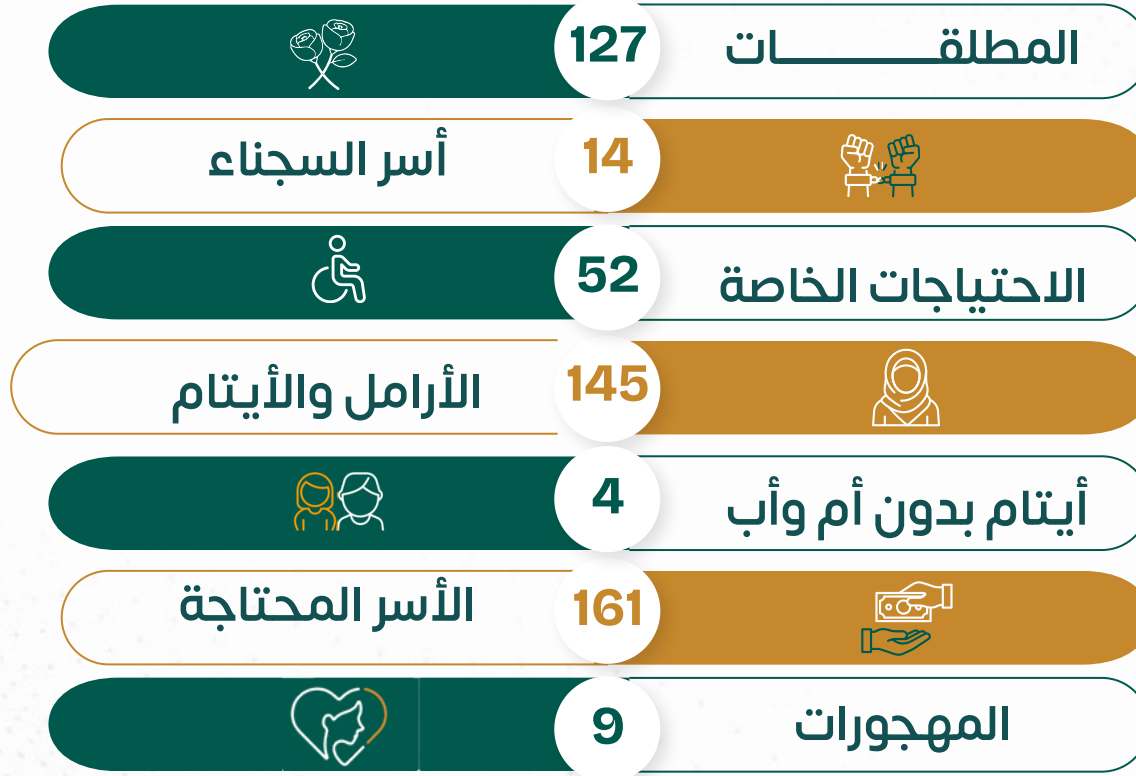 المطلقـــــــــات 127
14 أسر السجناء
الاحتياجات الخاصة 52
145 الأرامل والأيتام
أيتام بدون أم وأب 4
161 الأسر المحتاجة
المهجورات 9